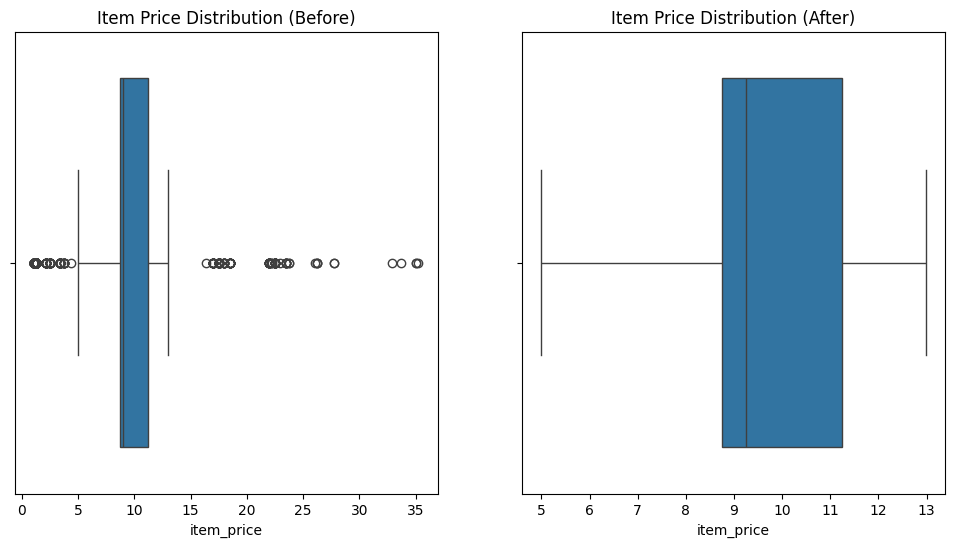 Item Price Distribution (Before)
0 5 10 15 20 25 30 35
item_price
Item Price Distribution (After)
5 6 7 8 9 10 11 12 13
item_price